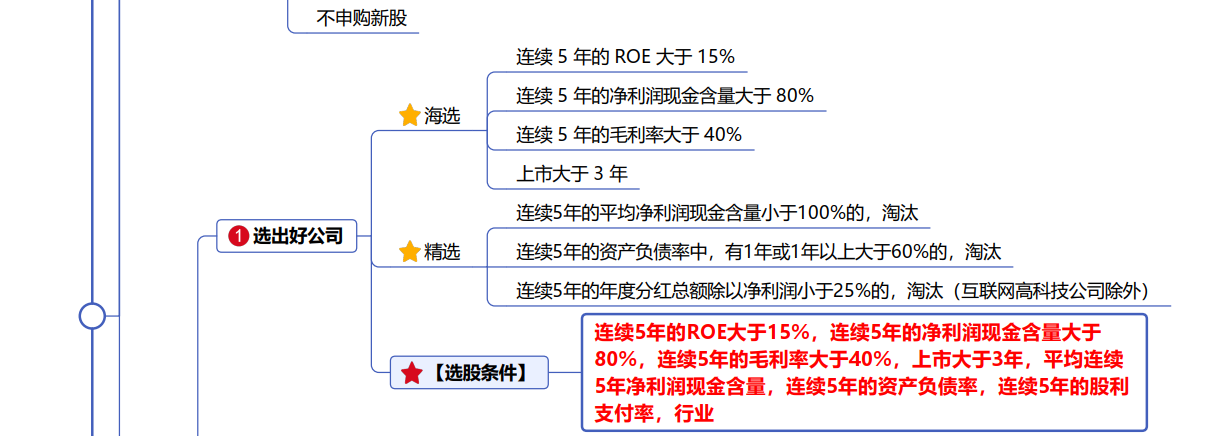 不申购新股
连续 5 年的 ROE 大于 15%
连续 5 年的净利润现金含量大于 80%
海选
连续 5 年的毛利率大于 40%
上市大于 3 年
连续5年的平均净利润现金含量小于100%的，淘汰
1 选出好公司
精选
连续5年的资产负债率中，有1年或1年以上大于60%的，淘汰
连续5年的年度分红总额除以净利润小于25%的，淘汰（互联网高科技公司除外）
【选股条件】
连续5年的ROE大于15%，连续5年的净利润现金含量大于
80%，连续5年的毛利率大于40%，上市大于3年，平均连续
5年净利润现金含量，连续5年的资产负债率，连续5年的股利
支付率，行业